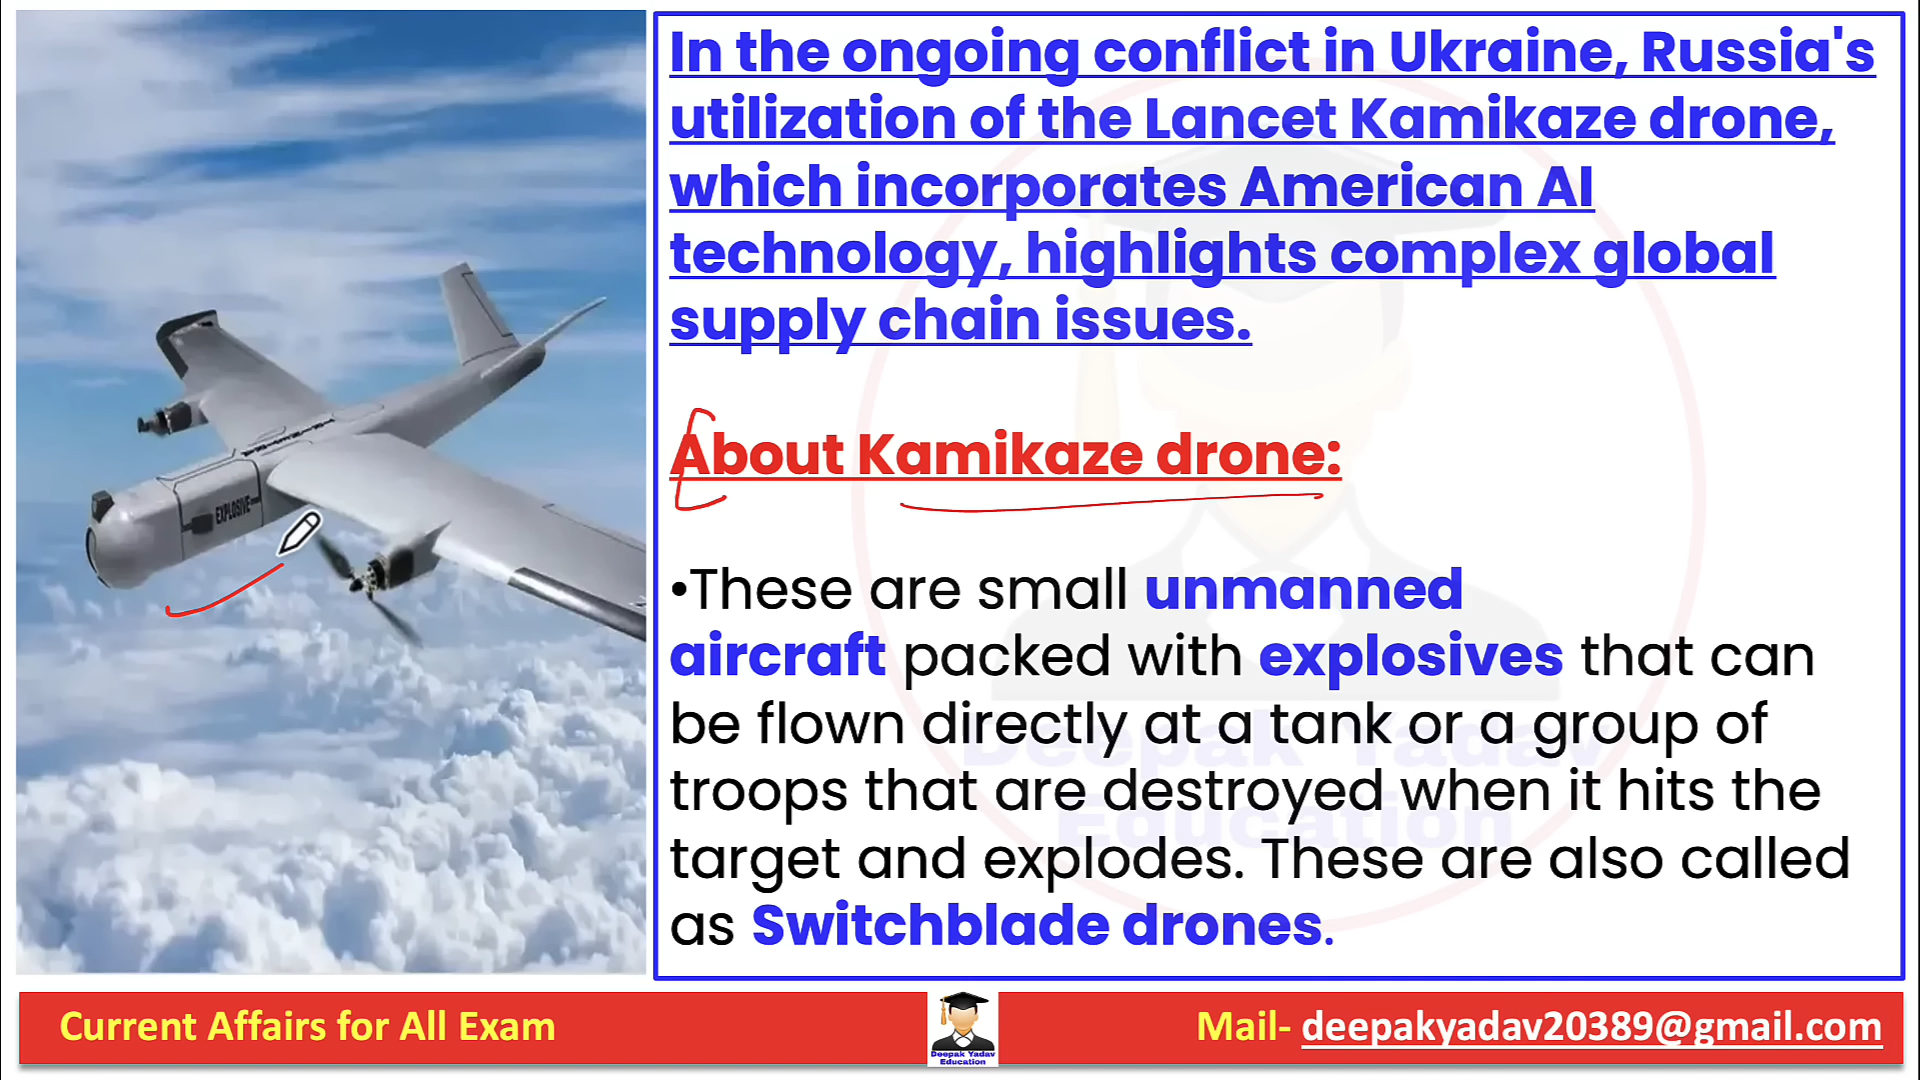 In the ongoing conflict in Ukraine, Russia's
utilization of the Lancet Kamikaze drone,
which incorporates American AI
technology, highlights complex global
supply chain issues.
About Kamikaze drone:
•These are small unmanned
aircraft packed with explosives that can
be flown directly at a tank or a group of
troops that are destroyed when it hits the
target and explodes. These are also called
as Switchblade drones.
EXPLOSIVE
Deepak Yadav
Education
Current Affairs for All Exam
Deepak Yadav
Education
Mail- deepakyadav20389@gmail.com